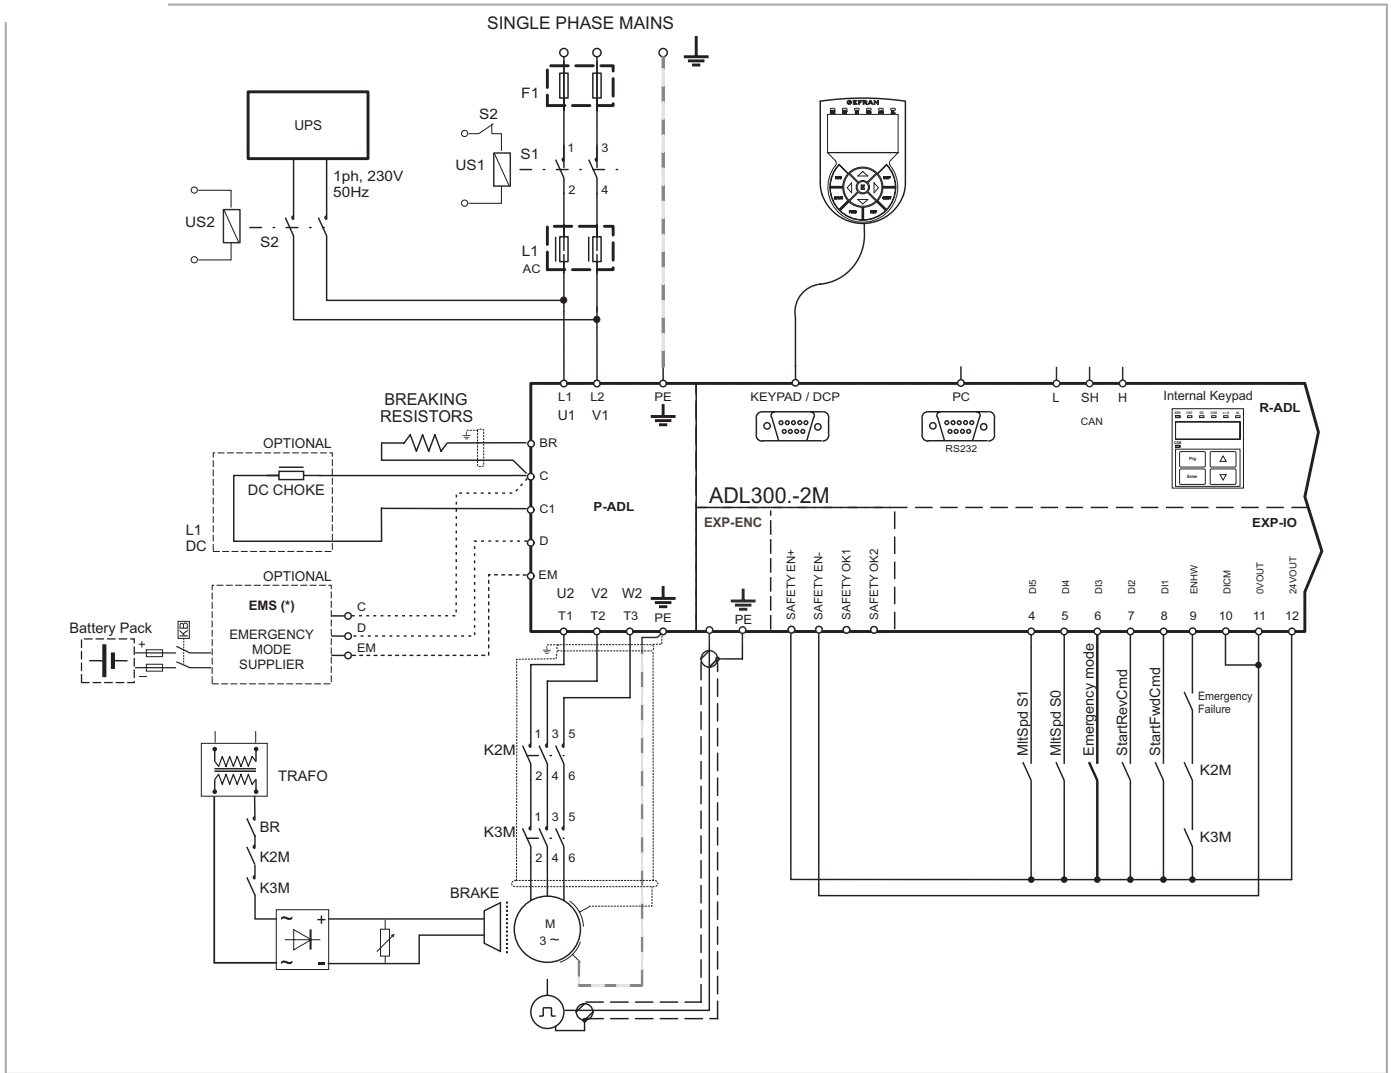 SINGLE PHASE MAINS
F1
GEFRAN
UPS
S2
US1
S1
1
3
2
4
1ph, 230V
50Hz
US2
S2
L1
AC
L1
L2
PE
U1
V1
KEYPAD / DCP
PC
RS232
L
SH
H
CAN
Internal Keypad
R-ADL
Prg
Enter
BREAKING
RESISTORS
BR
OPTIONAL
DC CHOKE
C
C1
L1
DC
D
EM
P-ADL
ADL300.-2M
EXP-ENC
EXP-IO
SAFETY EN+
SAFETY EN-
SAFETY OK1
SAFETY OK2
DI5
DI4
DI3
DI2
DI1
ENHW
DICM
0VOUT
24VOUT
4
5
6
7
8
9
10
11
12
OPTIONAL
EMS (*)
EMERGENCY
MODE
SUPPLIER
C
D
EM
Battery Pack
+
−
KB
U2
V2
W2
T1
T2
T3
PE
PE
MltSpd S1
MltSpd S0
Emergency mode
StartRevCmd
StartFwdCmd
Emergency
Failure
K2M
K3M
TRAFO
BR
K2M
K3M
K2M
1
3
5
2
4
6
K3M
1
3
5
2
4
6
BRAKE
~
+
~
-
M
3 ~